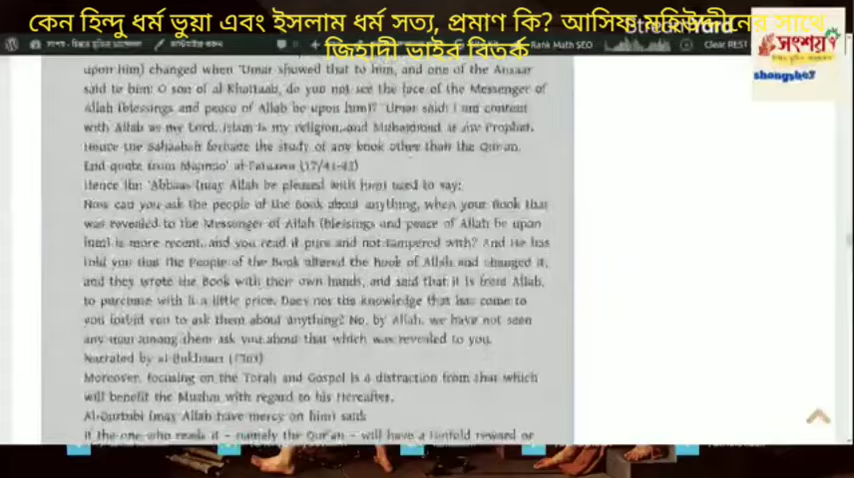 কেন হিন্দু ধর্ম ভুয়া এবং ইসলাম ধর্ম সত্য, প্রমাণ কি? আসিফ মহিউদ্দীনের সাথে
জিহাদী ভাইর বিতর্ক
StreamYard
Rank Math SEO
Clear REST
সংশয়
shongshoy
upon him) changed when 'Umar showed that to him, and one of the Ansaar
said to him: O son of al Khattaab, do you not see the face of the Messenger of
Allah (blessings and peace of Allah be upon him)? 'Umar said: I am content
with Allah as my Lord, Islam is my religion, and Muhammad as my Prophet.
Hence the Sahaabah forbade the study of any book other than the Qur'an.
End quote from Majmoo' al-Fataawa (17/41-42)
Hence Ibn 'Abbaas (may Allah be pleased with him) used to say:
How can you ask the people of the Book about anything, when your Book that
was revealed to the Messenger of Allah (blessings and peace of Allah be upon
him) is more recent, and you read it pure and not tampered with? And He has
told you that the People of the Book altered the book of Allah and changed it,
and they wrote the Book with their own hands, and said that it is from Allah,
to purchase with it a little price. Does not the knowledge that has come to
you forbid you to ask them about anything? No, by Allah, we have not seen
any man among them ask you about that which was revealed to you.
Narrated by al-Bukhaari (7363)
Moreover, focusing on the Torah and Gospel is a distraction from that which
will benefit the Muslim with regard to his Hereafter.
Al-Qurtubi (may Allah have mercy on him) said:
If the one who reads it – namely the Qur'an – will have a tenfold reward or